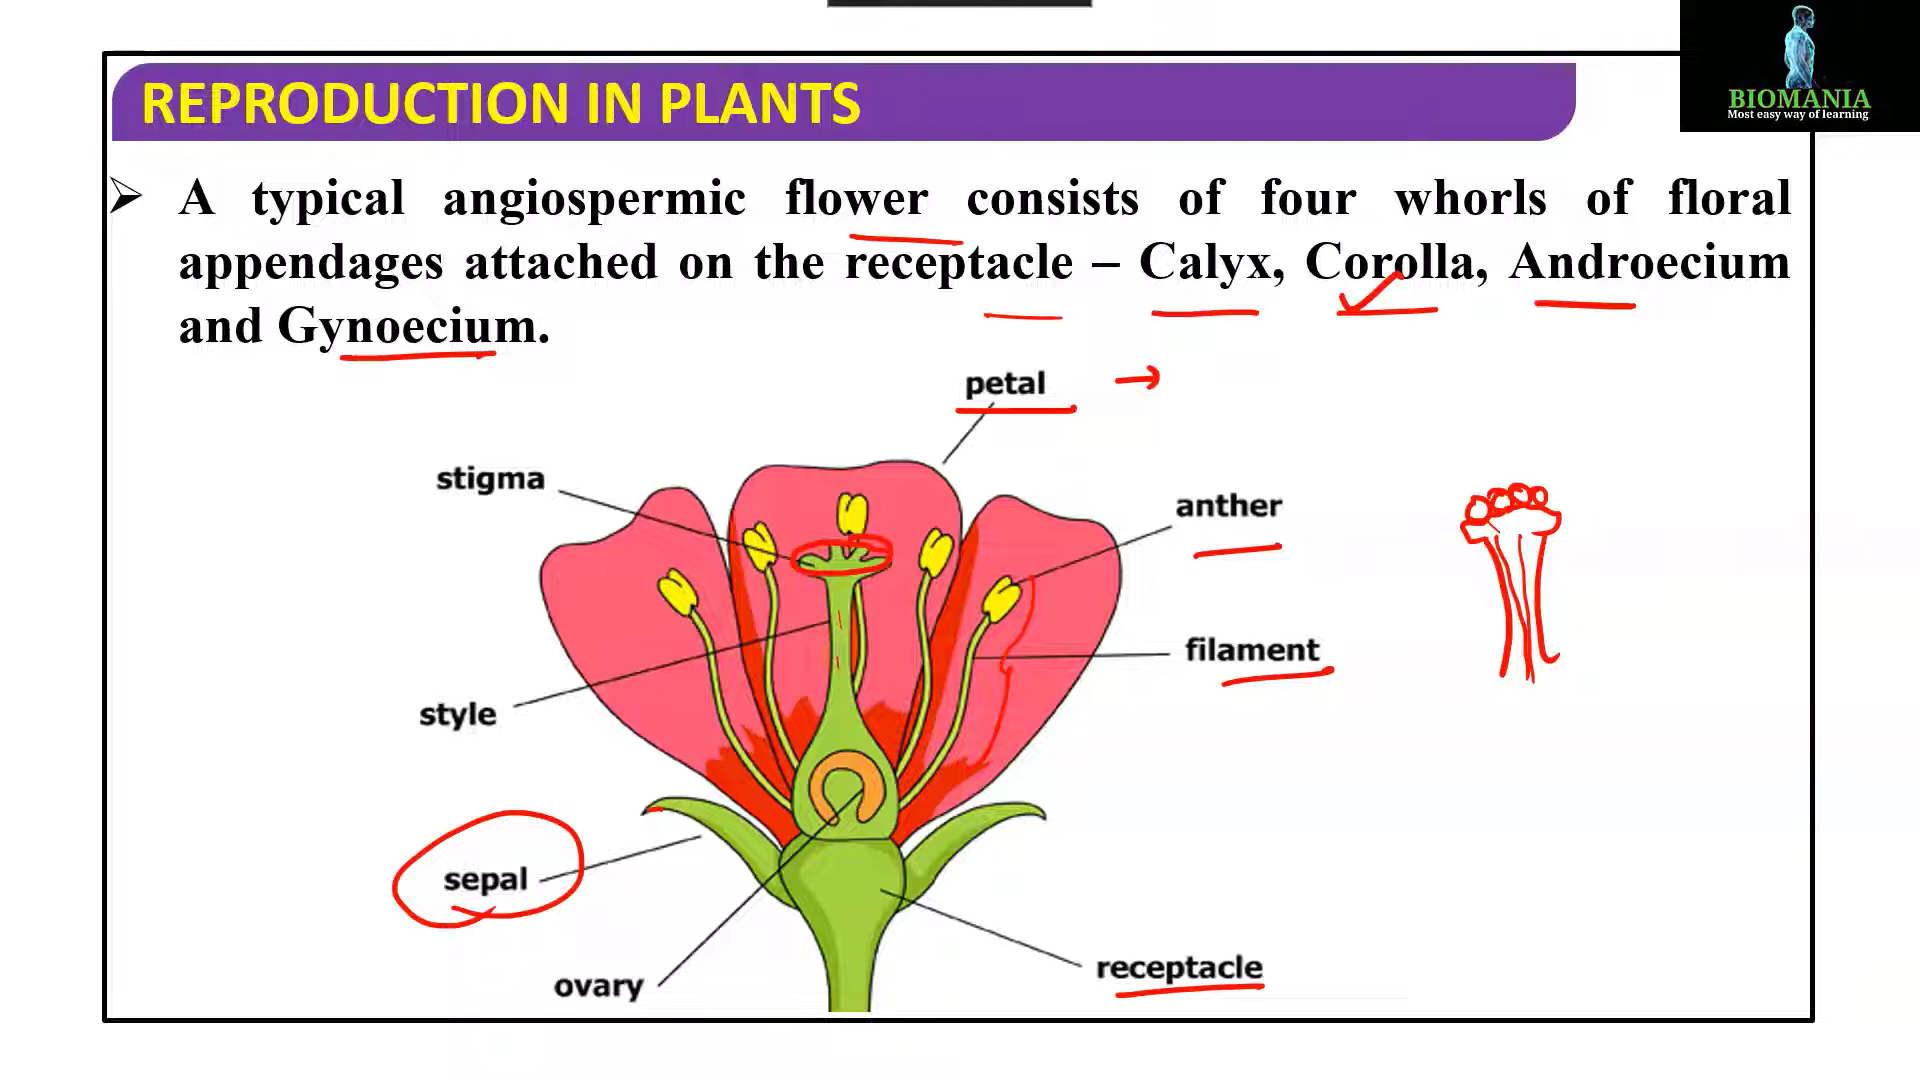 BIOMANIA
Most easy way of learning
REPRODUCTION IN PLANTS
➢ A typical angiospermic flower consists of four whorls of floral
appendages attached on the receptacle – Calyx, Corolla, Androecium
and Gynoecium.
petal
stigma
anther
filament
style
sepal
receptacle
ovary